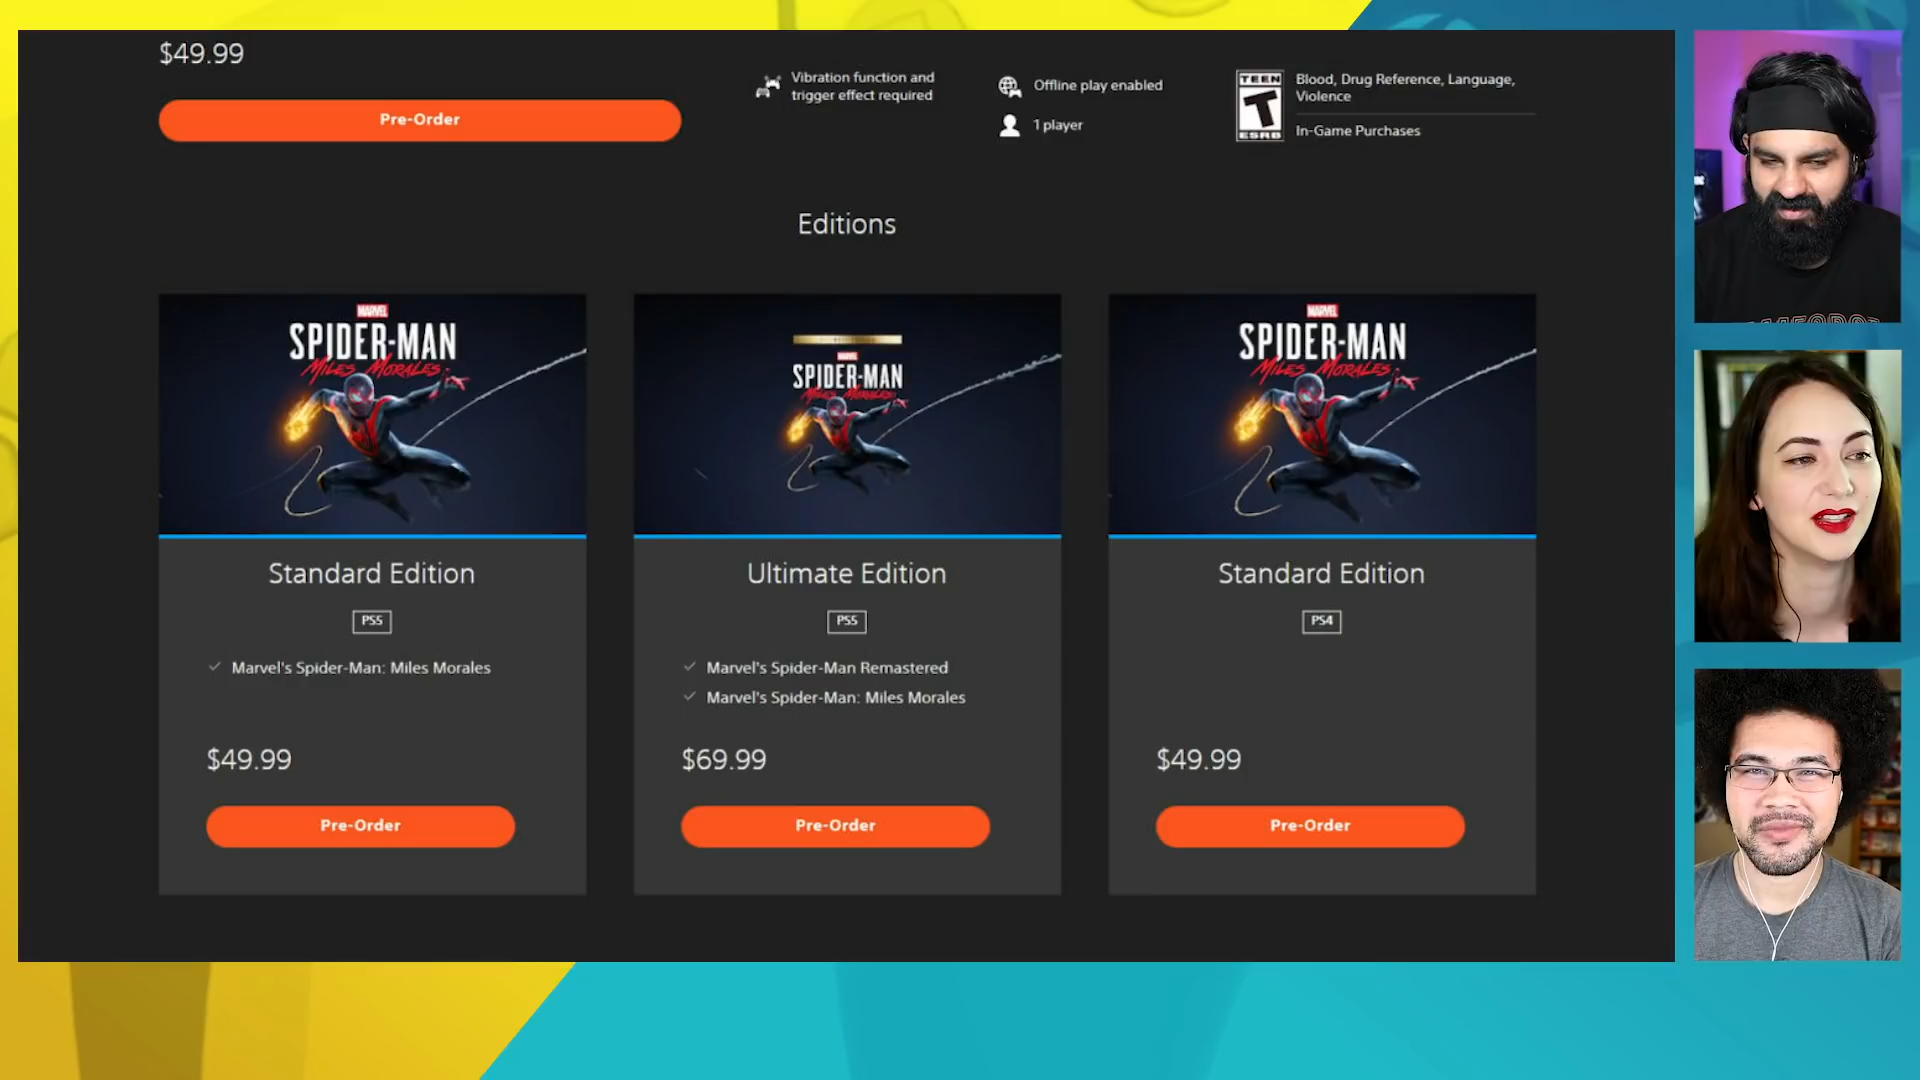 $49.99
Pre-Order
Vibration function and
trigger effect required
Offline play enabled
1 player
TEEN
T
ESRB
Blood, Drug Reference, Language,
Violence
In-Game Purchases
Editions
MARVEL
SPIDER-MAN
MILES MORALES
Standard Edition
PS5
Marvel's Spider-Man: Miles Morales
$49.99
Pre-Order
MARVEL
SPIDER-MAN
MILES MORALES
Ultimate Edition
PS5
Marvel's Spider-Man Remastered
Marvel's Spider-Man: Miles Morales
$69.99
Pre-Order
MARVEL
SPIDER-MAN
MILES MORALES
Standard Edition
PS4
$49.99
Pre-Order